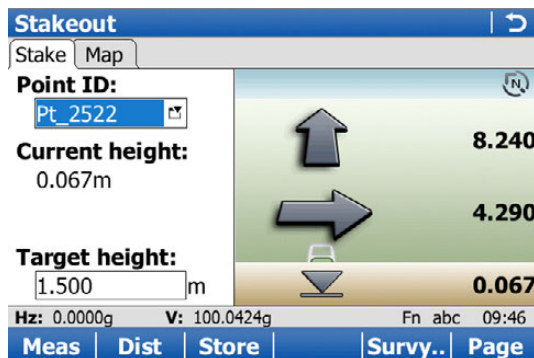 Stakeout
Stake Map
Point ID:
Pt_2522
Current height:
0.067m
Target height:
1.500 m
N
8.240
4.290
0.067
Hz: 0.0000g V: 100.0424g Fn abc 09:46
Meas Dist Store Survy.. Page